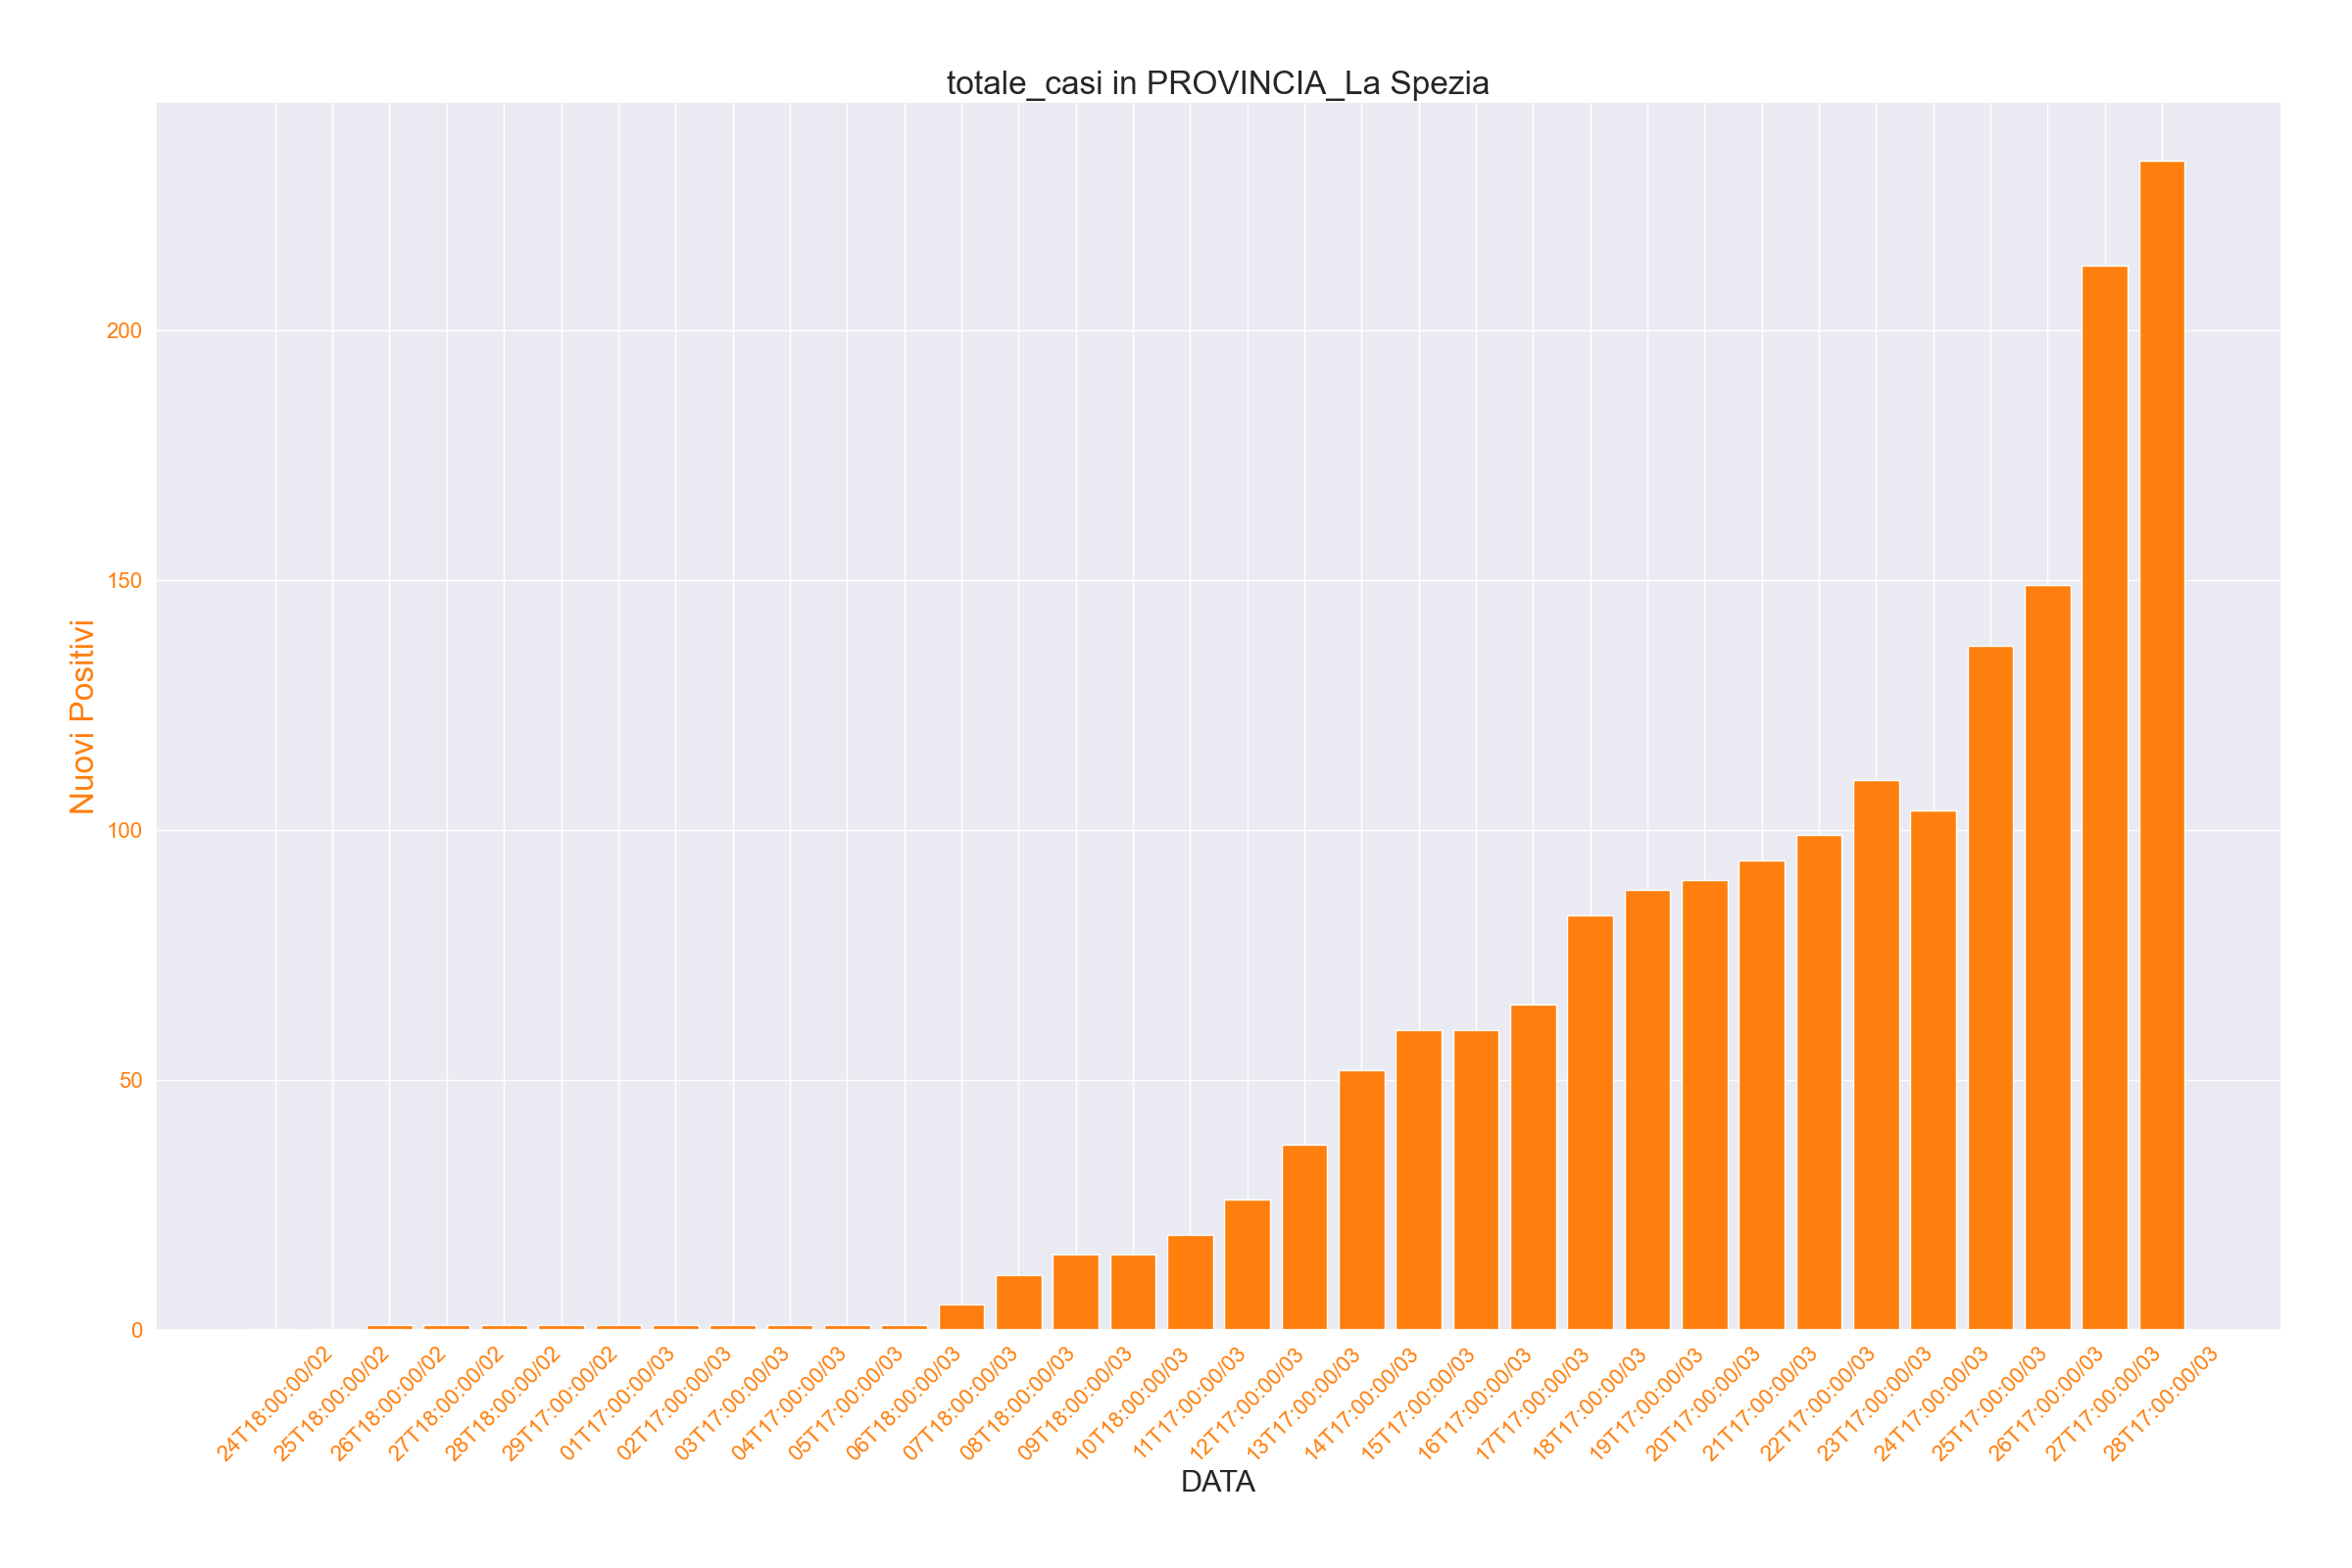 totale_casi in PROVINCIA_La Spezia
Nuovi Positivi
200
150
100
50
0
24T18:00:00/02
25T18:00:00/02
26T18:00:00/02
27T18:00:00/02
28T18:00:00/02
29T17:00:00/02
01T17:00:00/03
02T17:00:00/03
03T17:00:00/03
04T17:00:00/03
05T17:00:00/03
06T18:00:00/03
07T18:00:00/03
08T18:00:00/03
09T18:00:00/03
10T18:00:00/03
11T17:00:00/03
12T17:00:00/03
13T17:00:00/03
14T17:00:00/03
15T17:00:00/03
16T17:00:00/03
17T17:00:00/03
18T17:00:00/03
19T17:00:00/03
20T17:00:00/03
21T17:00:00/03
22T17:00:00/03
23T17:00:00/03
24T17:00:00/03
25T17:00:00/03
26T17:00:00/03
27T17:00:00/03
28T17:00:00/03
DATA